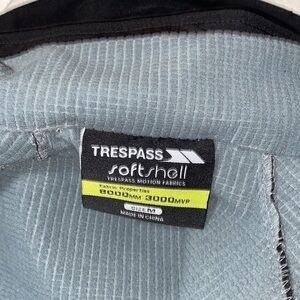 TRESPASS
softshell
TRESPASS MOTION FABRICS
Fabric Properties
8000MM 3000MVP
SIZE M
MADE IN CHINA